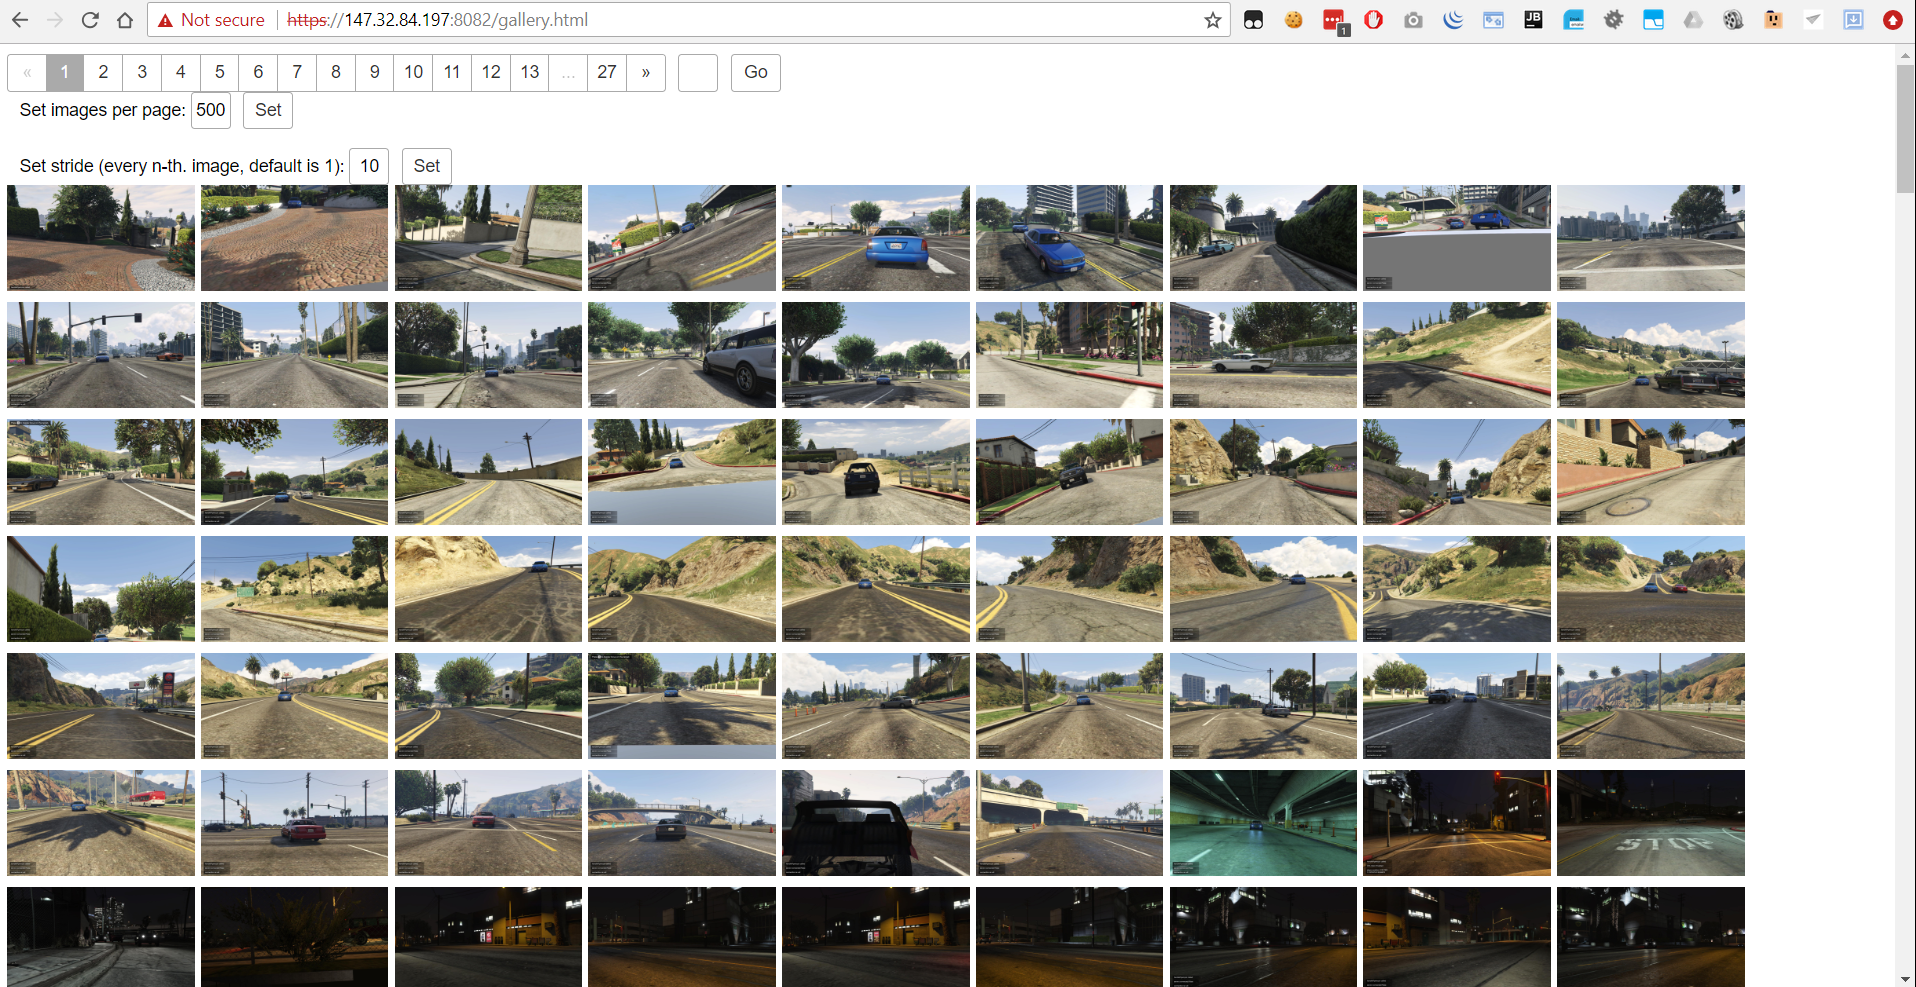 Not secure https://147.32.84.197:8082/gallery.html
1
« 1 2 3 4 5 6 7 8 9 10 11 12 13 ... 27 » Go
Set images per page: 500 Set
Set stride (every n-th. image, default is 1): 10 Set
STOP